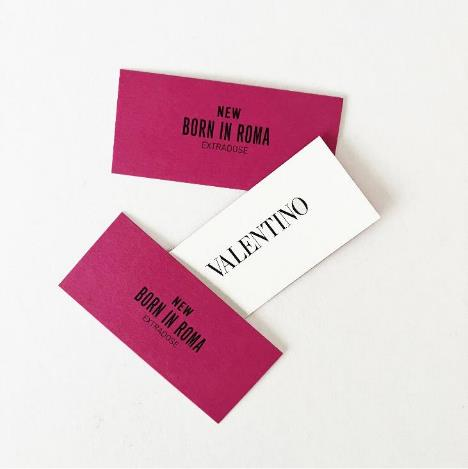 NEW
BORN IN ROMA
EXTRADOSE
VALENTINO
NEW
BORN IN ROMA
EXTRADOSE